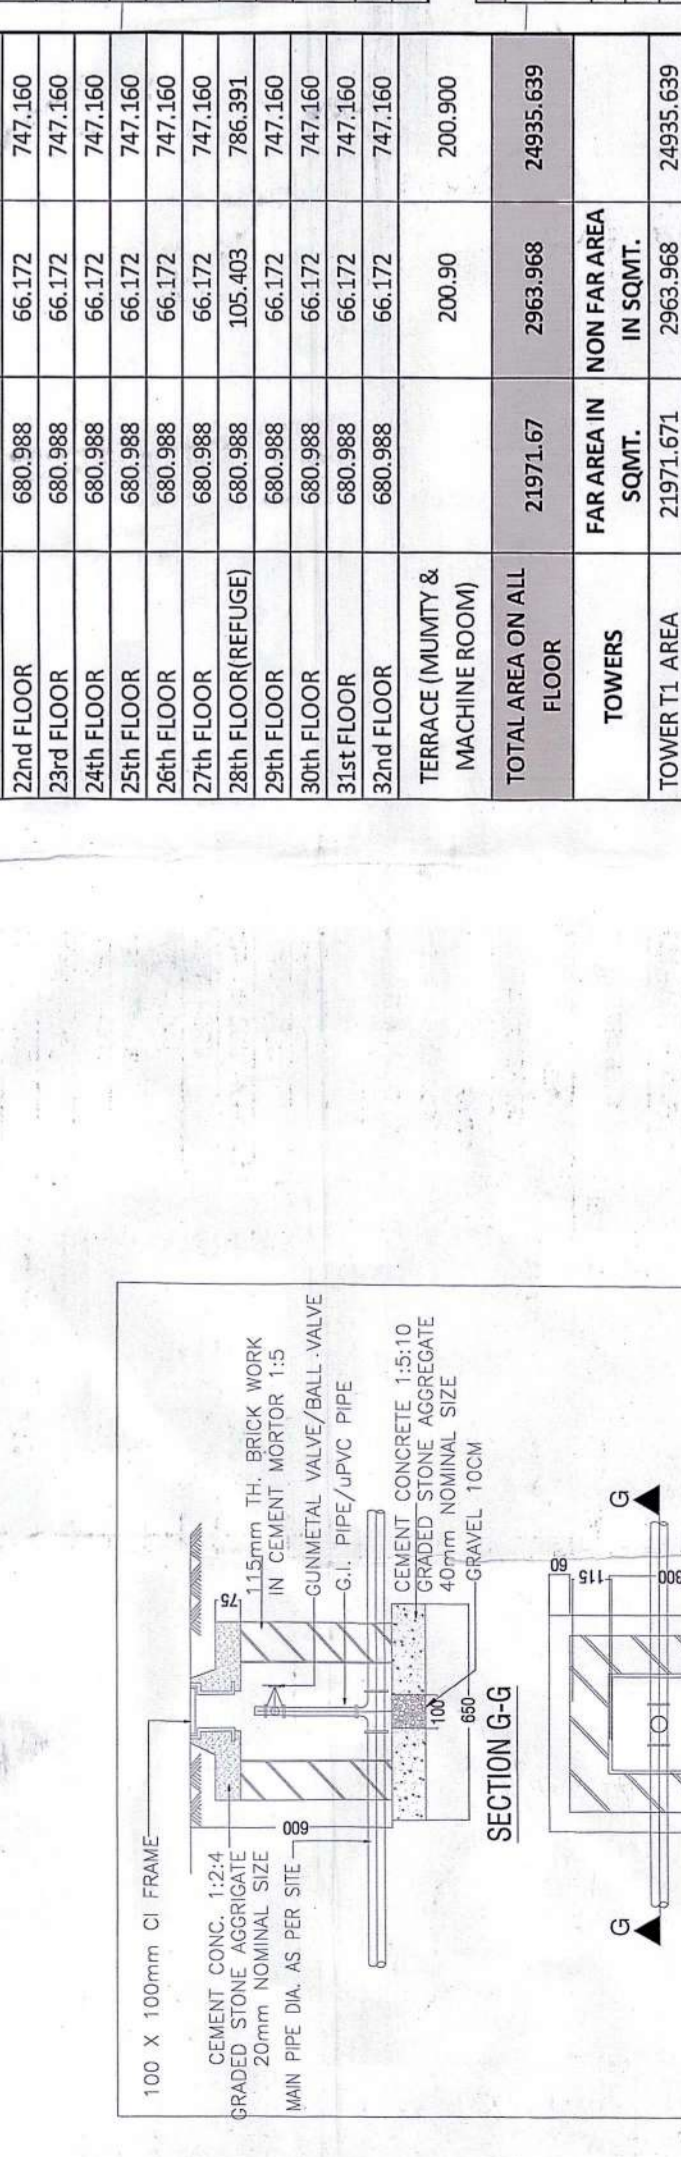 22nd FLOOR 680.988 66.172 747.160
23rd FLOOR 680.988 66.172 747.160
24th FLOOR 680.988 66.172 747.160
25th FLOOR 680.988 66.172 747.160
26th FLOOR 680.988 66.172 747.160
27th FLOOR 680.988 66.172 747.160
28th FLOOR(REFUGE) 680.988 105.403 786.391
29th FLOOR 680.988 66.172 747.160
30th FLOOR 680.988 66.172 747.160
31st FLOOR 680.988 66.172 747.160
32nd FLOOR 680.988 66.172 747.160
TERRACE (MUMTY &
MACHINE ROOM) 200.90 200.900
TOTAL AREA ON ALL
FLOOR 21971.67 2963.968 24935.639
TOWERS FAR AREA IN
SQMT. NON FAR AREA
IN SQMT.
TOWER T1 AREA 21971.671 2963.968 24935.639
100 X 100mm CI FRAME
CEMENT CONC. 1:2:4
GRADED STONE AGGRIGATE
20mm NOMINAL SIZE
MAIN PIPE DIA. AS PER SITE
600
75
115mm TH. BRICK WORK
IN CEMENT MORTOR 1:5
GUNMETAL VALVE/BALL VALVE
G.I. PIPE/uPVC PIPE
CEMENT CONCRETE 1:5:10
GRADED STONE AGGREGATE
40mm NOMINAL SIZE
GRAVEL 10CM
100
650
SECTION G-G
60
115
G
G